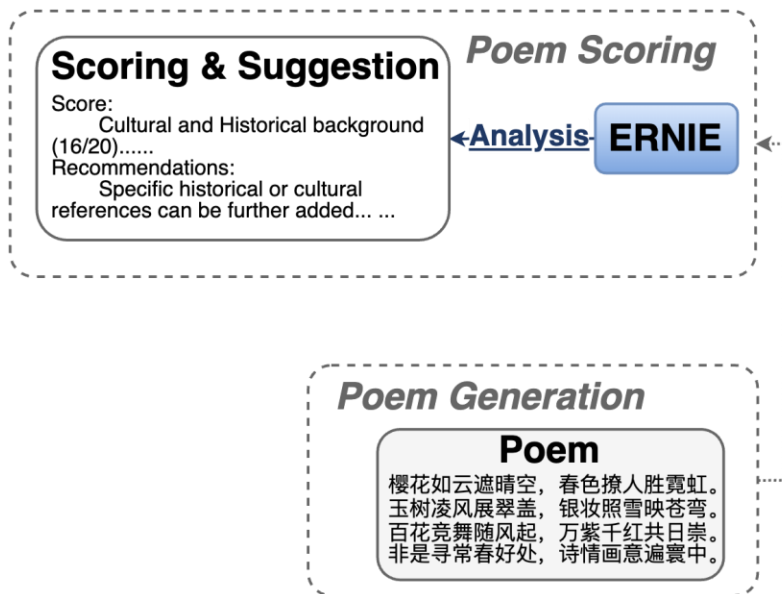 Poem Scoring
Scoring & Suggestion
Score:
Cultural and Historical background
(16/20)......
Recommendations:
Specific historical or cultural
references can be further added... ...
Analysis
ERNIE
Poem Generation
Poem
樱花如云遮晴空，春色撩人胜霓虹。
玉树凌风展翠盖，银妆照雪映苍弯。
百花竞舞随风起，万紫千红共日崇。
非是寻常春好处，诗情画意遍寰中。